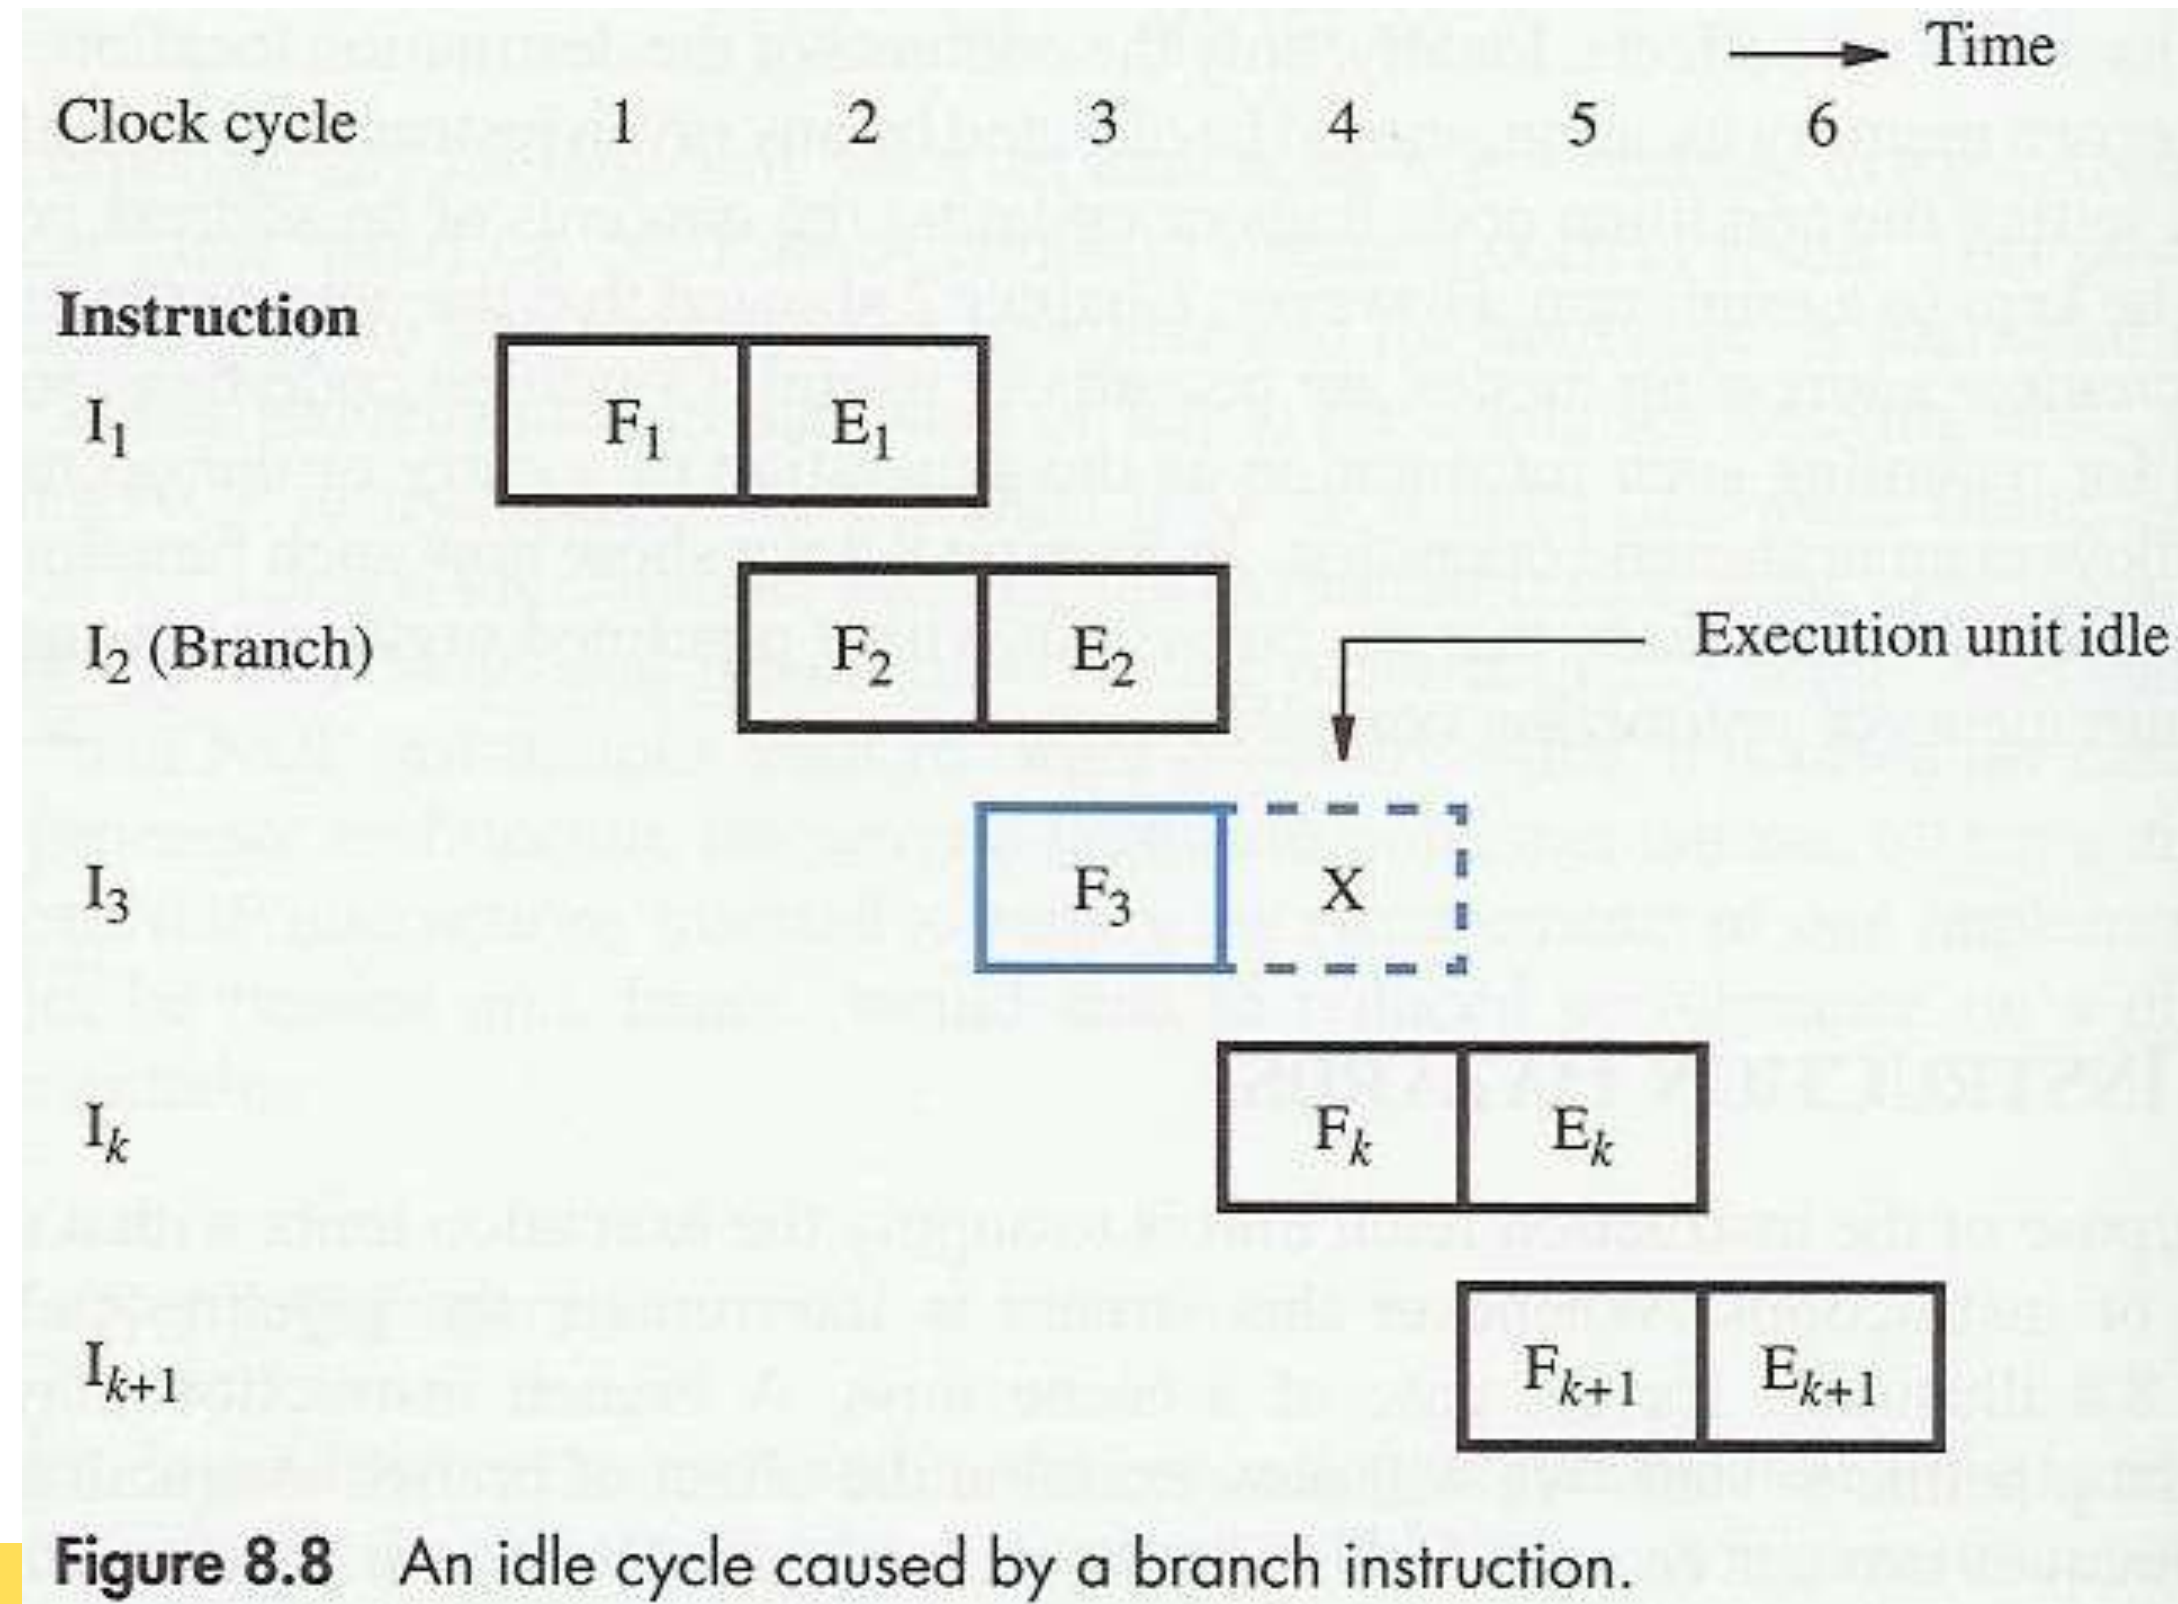 Time
Clock cycle 1 2 3 4 5 6
Instruction
I1 F1 E1
I2 (Branch) F2 E2 Execution unit idle
I3 F3 X
Ik Fk Ek
Ik+1 Fk+1 Ek+1
Figure 8.8 An idle cycle caused by a branch instruction.